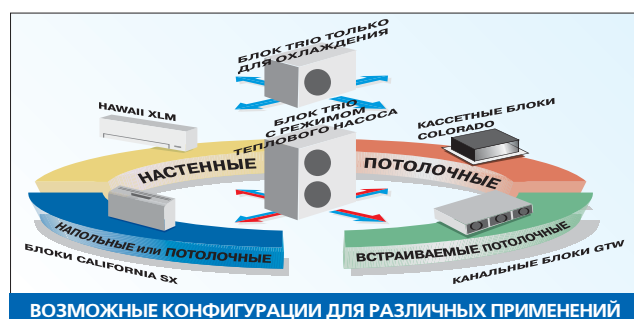 БЛОК TRIO ТОЛЬКО
ДЛЯ ОХЛАЖДЕНИЯ
HAWAII XLM
БЛОК TRIO
С РЕЖИМОМ
ТЕПЛОВОГО НАСОСА
КАССЕТНЫЕ БЛОКИ
COLORADO
НАСТЕННЫЕ
ПОТОЛОЧНЫЕ
НАПОЛЬНЫЕ ИЛИ ПОТОЛОЧНЫЕ
ВСТРАИВАЕМЫЕ ПОТОЛОЧНЫЕ
БЛОКИ CALIFORNIA SX
КАНАЛЬНЫЕ БЛОКИ GTW
ВОЗМОЖНЫЕ КОНФИГУРАЦИИ ДЛЯ РАЗЛИЧНЫХ ПРИМЕНЕНИЙ